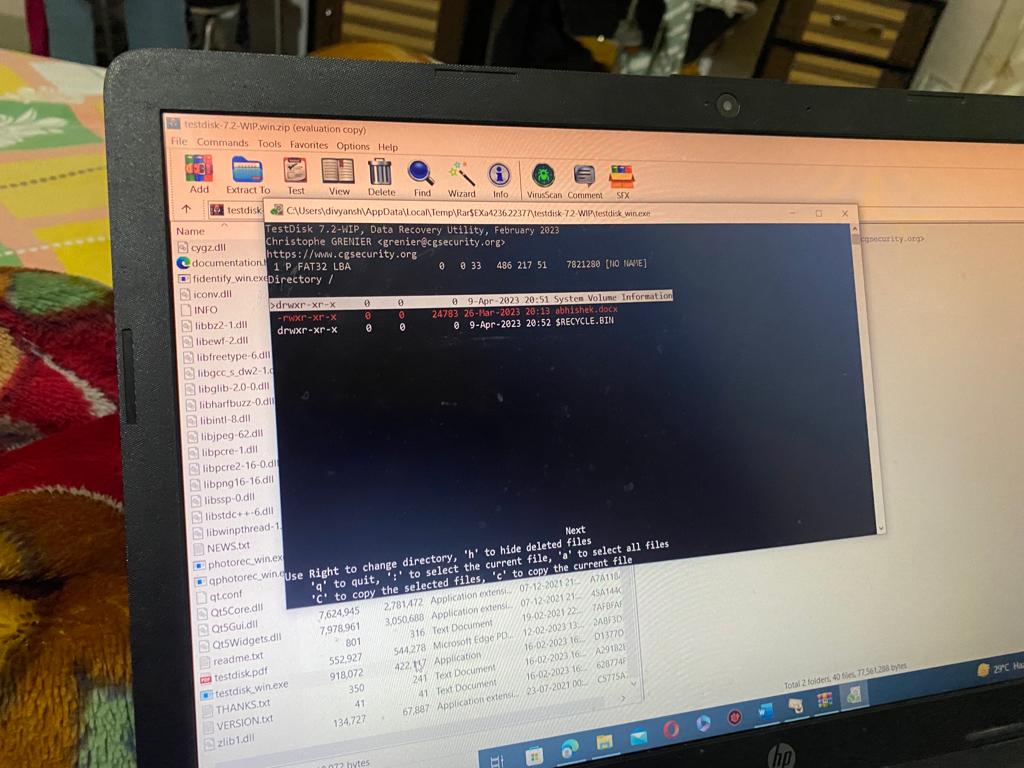 testdisk-7.2-WIP.win.zip (evaluation copy)
File Commands Tools Favorites Options Help
Add Extract To Test View Delete Find Wizard Info VirusScan Comment SFX
testdisk
C:\Users\divyansh\AppData\Local\Temp\Rar$EXa423622377\testdisk-7.2-WIP\testdisk_win.exe
TestDisk 7.2-WIP, Data Recovery Utility, February 2023
Christophe GRENIER <grenier@cgsecurity.org>
https://www.cgsecurity.org
1 P FAT32 LBA 0 0 33 486 217 51 7821280 [NO NAME]
Directory /
>drwxr-xr-x 0 0 0 9-Apr-2023 20:51 System Volume Information
-rwxr-xr-x 0 0 24783 26-Mar-2023 20:13 abhishek.docx
drwxr-xr-x 0 0 0 9-Apr-2023 20:52 $RECYCLE.BIN
Next
Use Right to change directory, 'h' to hide deleted files
'q' to quit, ':' to select the current file, 'a' to select all files
'C' to copy the selected files, 'c' to copy the current file
cgsecurity.org>
Name
cygz.dll
documentation.
fidentify_win.exe
iconv.dll
INFO
libbz2-1.dll
libewf-2.dll
libfreetype-6.dll
libgcc_s_dw2-1.
libglib-2.0-0.dll
libharfbuzz-0.dl
libintl-8.dll
libjpeg-62.dll
libpcre-1.dll
libpcre2-16-0.dl
libpng16-16.dll
libssp-0.dll
libstdc++-6.dll
libwinpthread-1.
NEWS.txt
photorec_win.ex
qphotorec_win.
qt.conf
Qt5Core.dll 7,624,945 2,781,472 Application extensi... 07-12-2021 21:..
Qt5Gui.dll 7,978,961 3,050,688 Application extensi... 07-12-2021 21... 45A144C
Qt5Widgets.dll 801 316 Text Document 19-02-2021 22... 7AFBFAF
readme.txt 552,927 544,278 Microsoft Edge PD... 12-02-2023 13... 2ABF3D
testdisk.pdf 918,072 Application 16-02-2023 16... D1377D
testdisk_win.exe 350 241 Text Document 16-02-2023 16... A29182
THANKS.txt 41 41 Text Document 16-02-2023 16...
VERSION.txt 134,727 67,887 Application extensi... 23-07-2021 00... C5775A
zlib1.dll
Total 2 folders, 40 files, 77,561,288 bytes
29°C Ha
hp